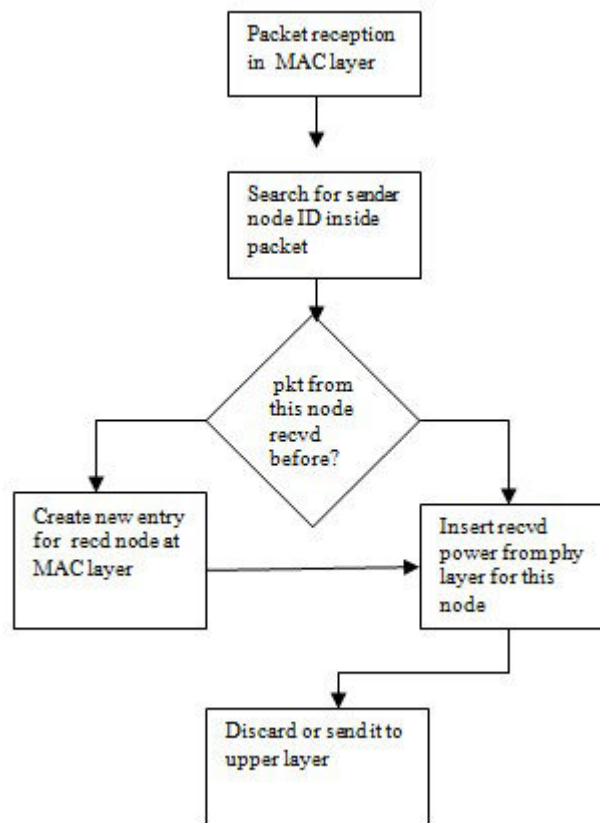 Packet reception
in MAC layer
Search for sender
node ID inside
packet
pkt from
this node
recvd
before?
Create new entry
for recd node at
MAC layer
Insert recvd
power from phy
layer for this
node
Discard or send it to
upper layer